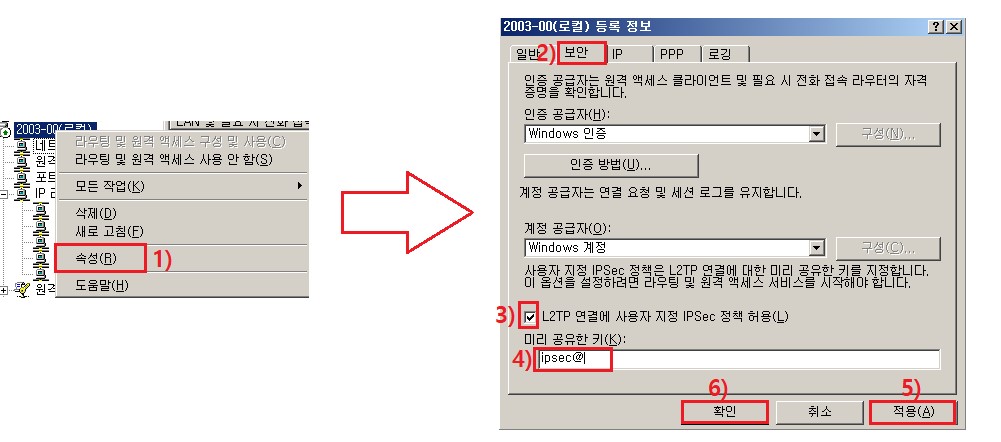 2003-00(로컬)
라우팅 및 원격 액세스 구성 및 사용(C)
라우팅 및 원격 액세스 사용 안 함(S)
모든 작업(K)
삭제(D)
새로 고침(F)
속성(R)
1)
도움말(H)
네트
원격
포트
IP 라
원격
2003-00(로컬) 등록 정보
일반
2)
보안
IP
PPP
로깅
인증 공급자는 원격 액세스 클라이언트 및 필요 시 전화 접속 라우터의 자격
증명을 확인합니다.
인증 공급자(H):
Windows 인증
구성(N)...
인증 방법(U)...
계정 공급자는 연결 요청 및 세션 로그를 유지합니다.
계정 공급자(O):
Windows 계정
구성(C)...
사용자 지정 IPSec 정책은 L2TP 연결에 대한 미리 공유한 키를 지정합니다.
이 옵션을 설정하려면 라우팅 및 원격 액세스 서비스를 시작해야 합니다.
3)
L2TP 연결에 사용자 지정 IPSec 정책 허용(L)
미리 공유한 키(K):
4)
ipsec@
6)
5)
확인
취소
적용(A)